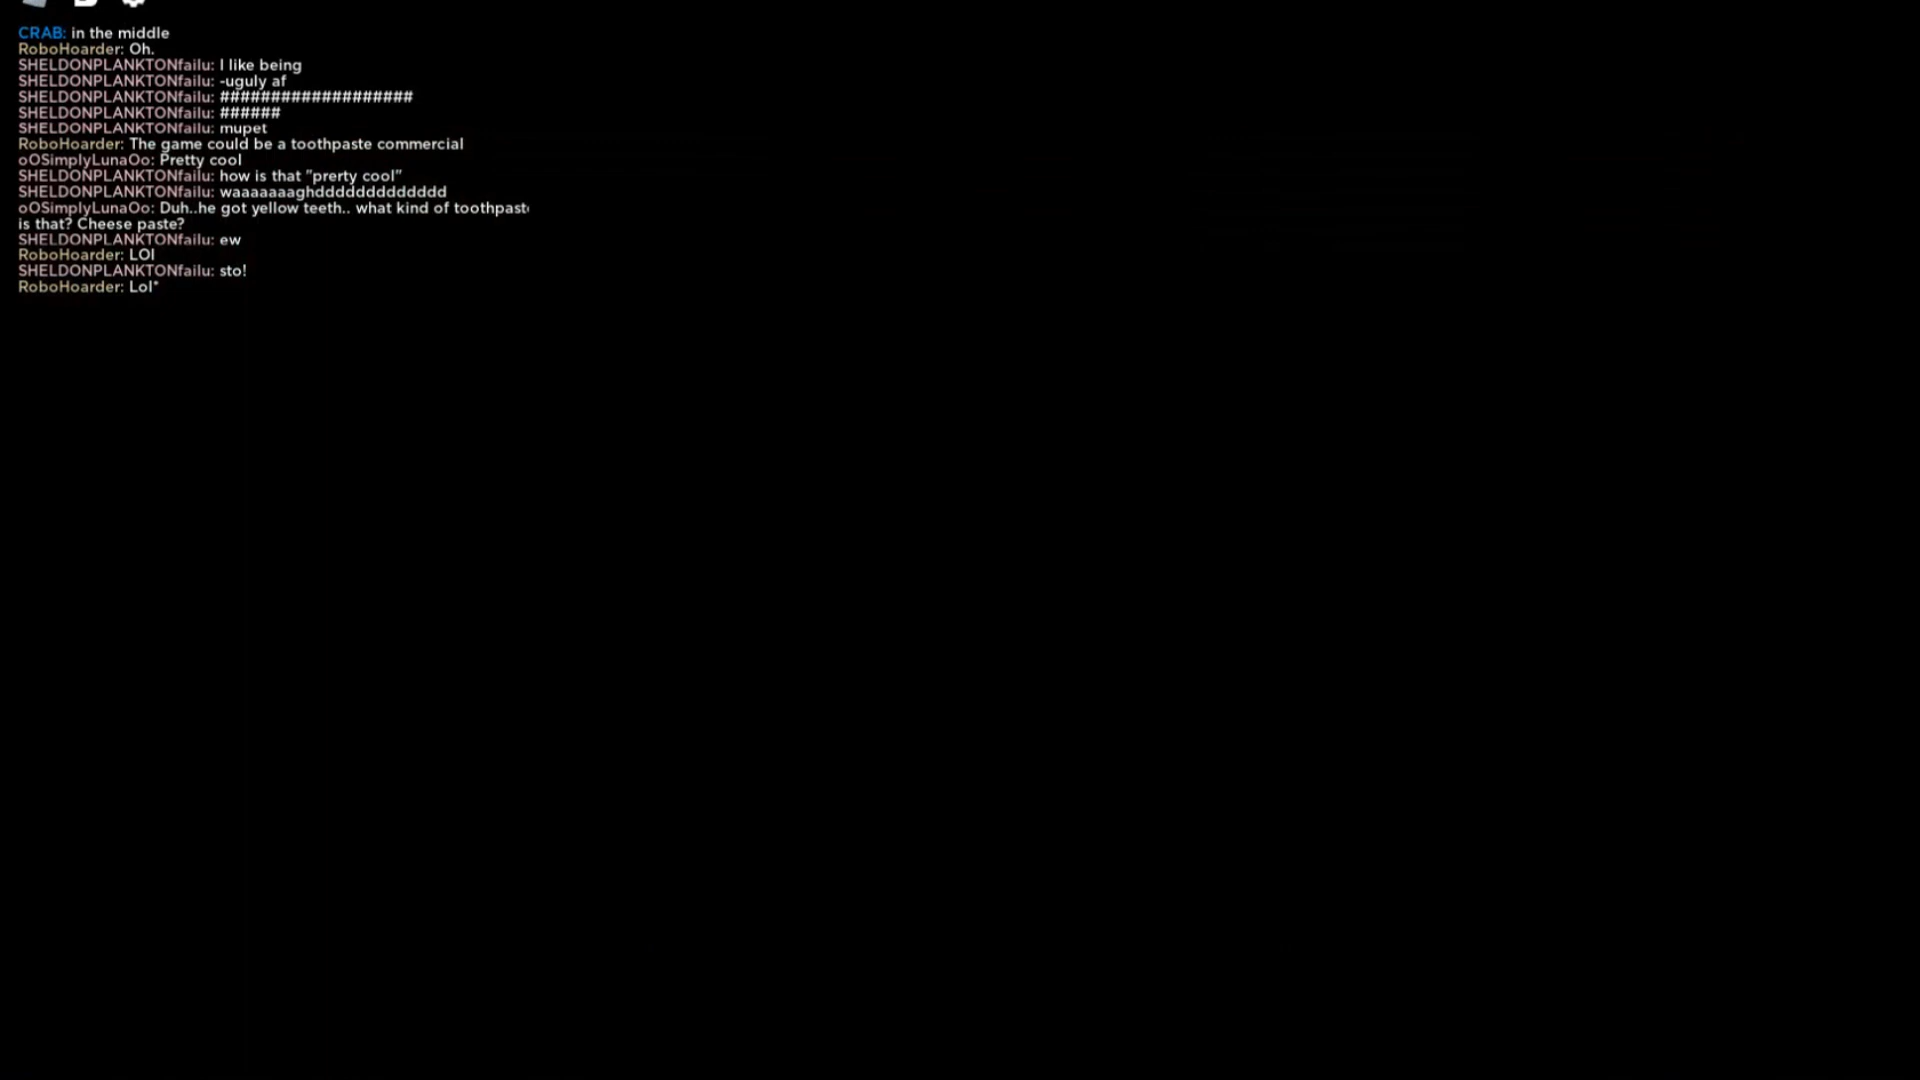 CRAB: in the middle
RoboHoarder: Oh.
SHELDONPLANKTONfailu: I like being
SHELDONPLANKTONfailu: -uguly af
SHELDONPLANKTONfailu: ###################
SHELDONPLANKTONfailu: ######
SHELDONPLANKTONfailu: mupet
RoboHoarder: The game could be a toothpaste commercial
oOSimplyLunaOo: Pretty cool
SHELDONPLANKTONfailu: how is that "prerty cool"
SHELDONPLANKTONfailu: waaaaaaaghdddddddddddddd
oOSimplyLunaOo: Duh..he got yellow teeth.. what kind of toothpaste
is that? Cheese paste?
SHELDONPLANKTONfailu: ew
RoboHoarder: LOl
SHELDONPLANKTONfailu: sto!
RoboHoarder: Lol*